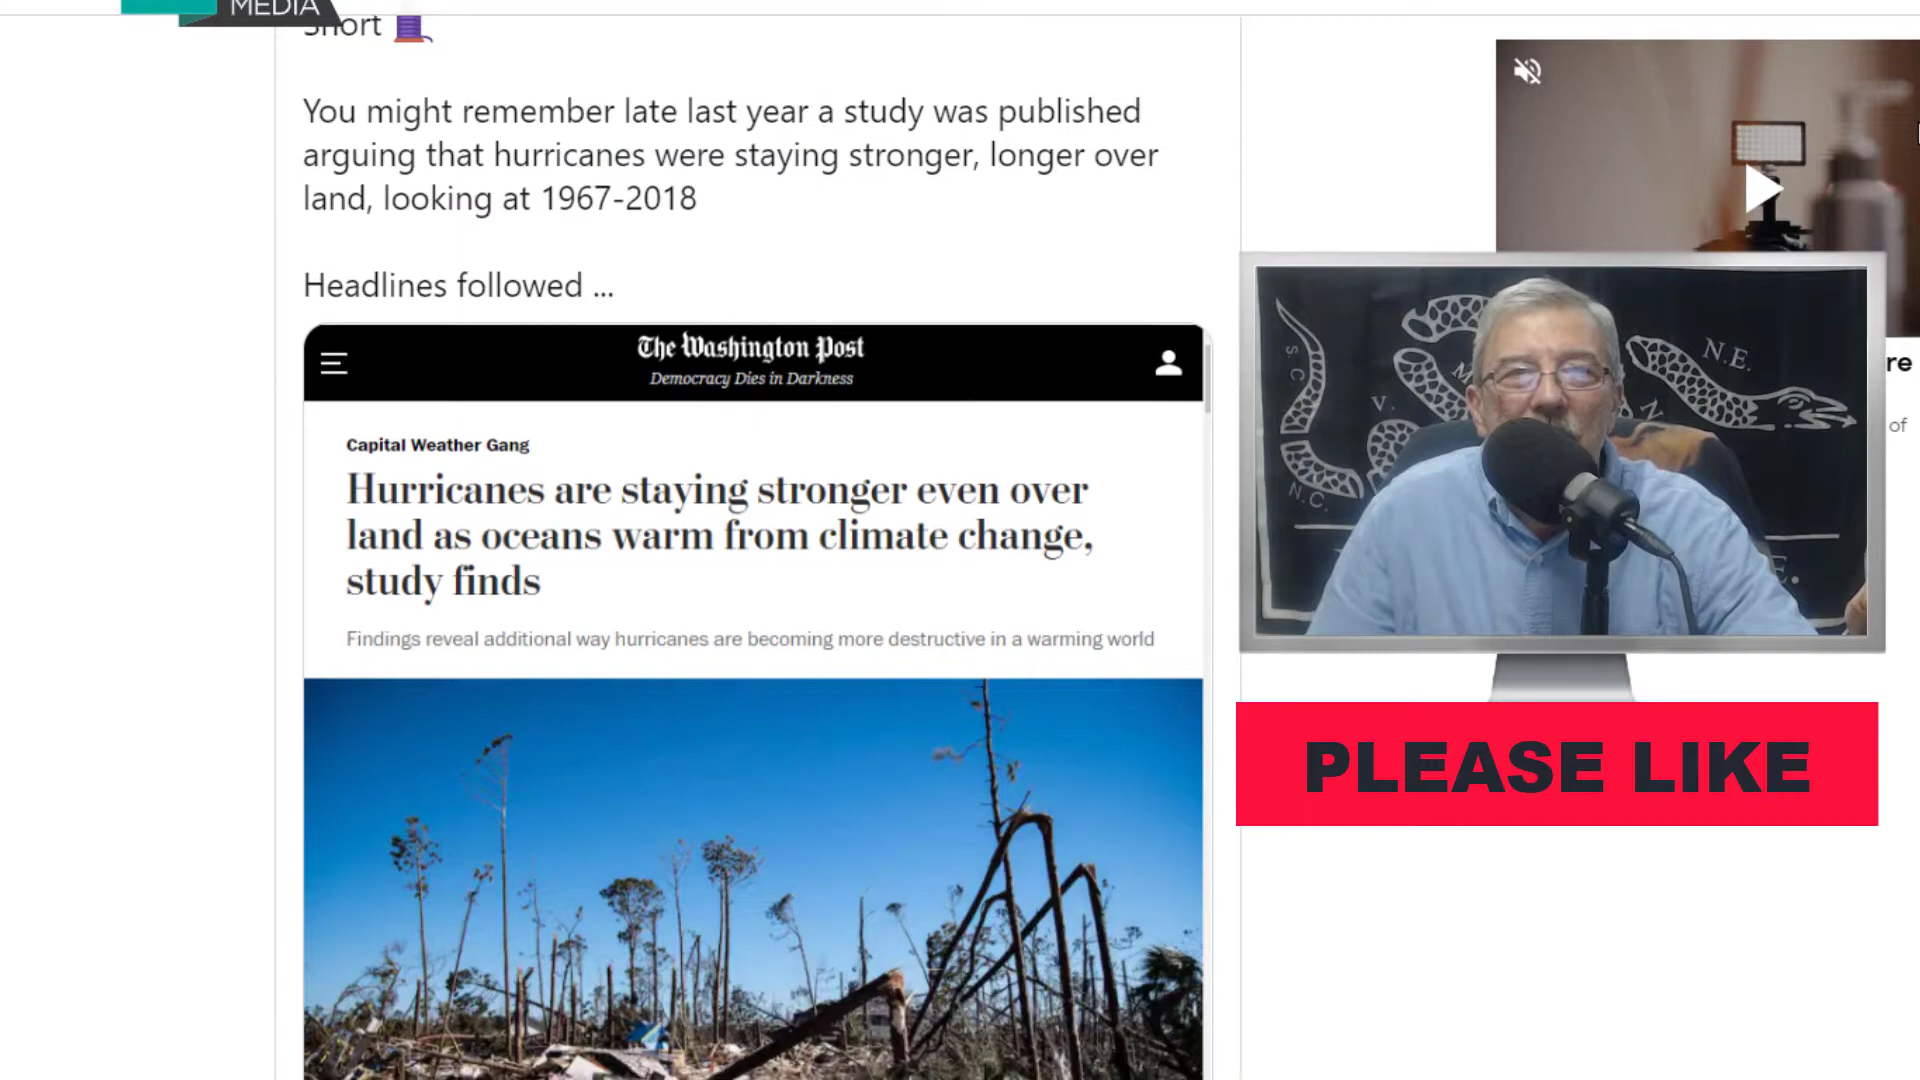 MEDIA
Short
You might remember late last year a study was published
arguing that hurricanes were staying stronger, longer over
land, looking at 1967-2018
Headlines followed ...
The Washington Post
Democracy Dies in Darkness
Capital Weather Gang
Hurricanes are staying stronger even over
land as oceans warm from climate change,
study finds
Findings reveal additional way hurricanes are becoming more destructive in a warming world
re
of
S.C.
V.
M
N
N.E.
N.C.
E.
PLEASE LIKE